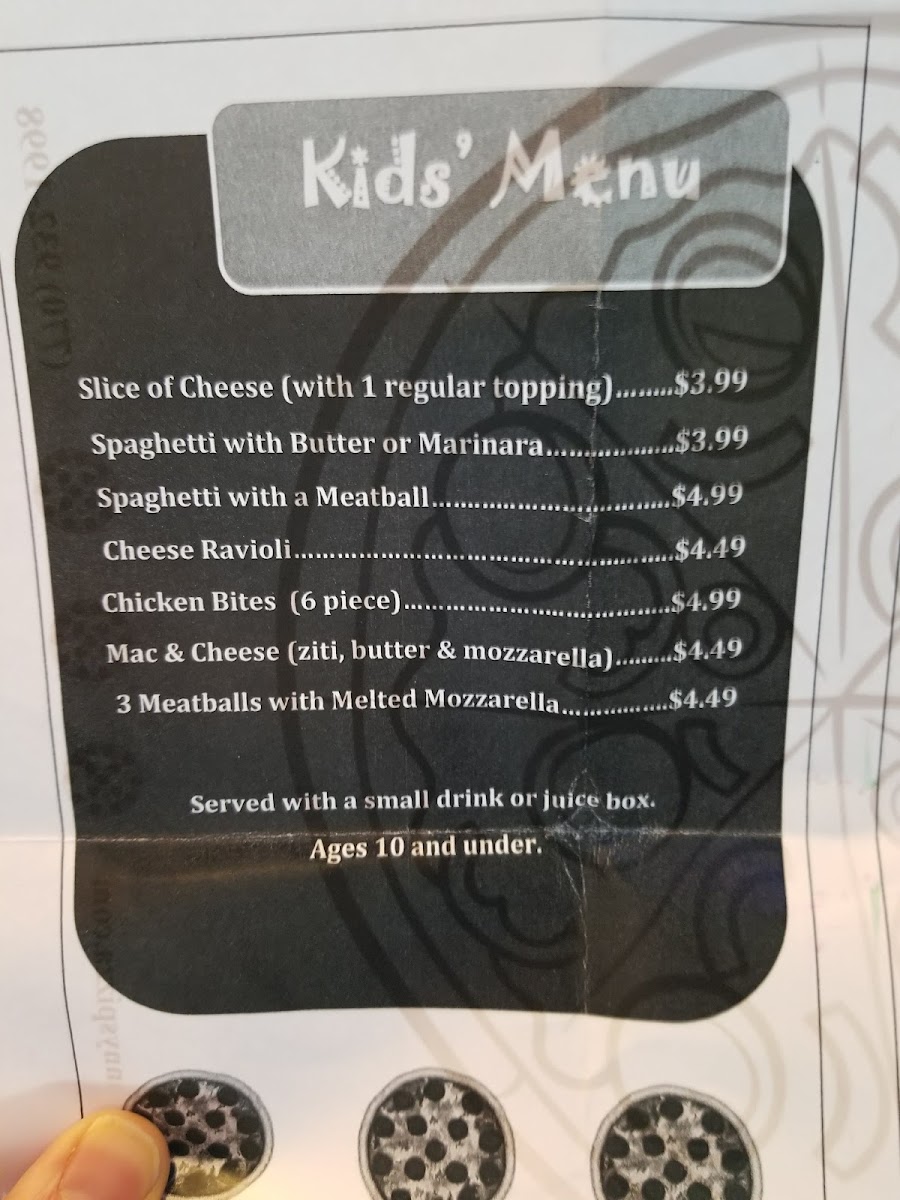 Kids' Menu
Slice of Cheese (with 1 regular topping)........$3.99
Spaghetti with Butter or Marinara..................$3.99
Spaghetti with a Meatball.................................$4.99
Cheese Ravioli.....................................................$4.49
Chicken Bites (6 piece).....................................$4.99
Mac & Cheese (ziti, butter & mozzarella).........$4.49
3 Meatballs with Melted Mozzarella...............$4.49
Served with a small drink or juice box.
Ages 10 and under.